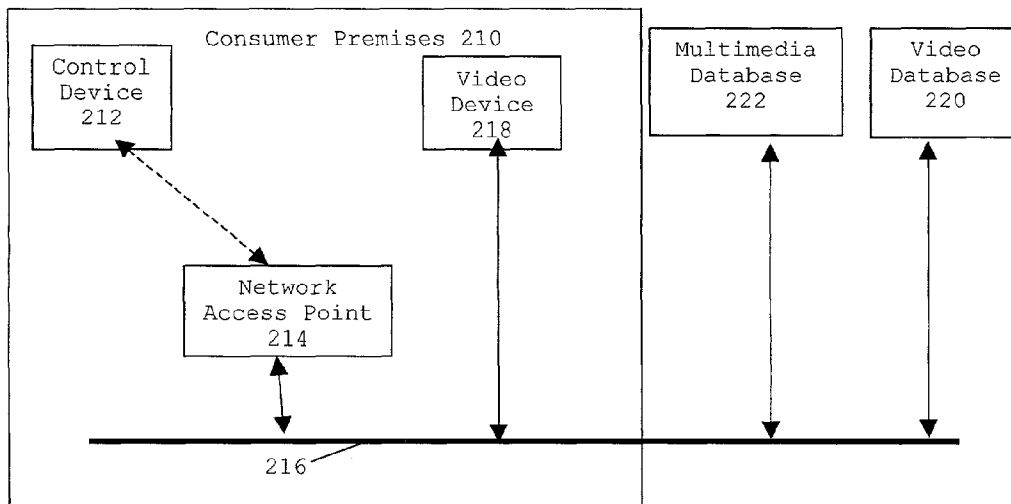 Consumer Premises 210
Control
Device
212
Video
Device
218
Multimedia
Database
222
Video
Database
220
Network
Access Point
214
216